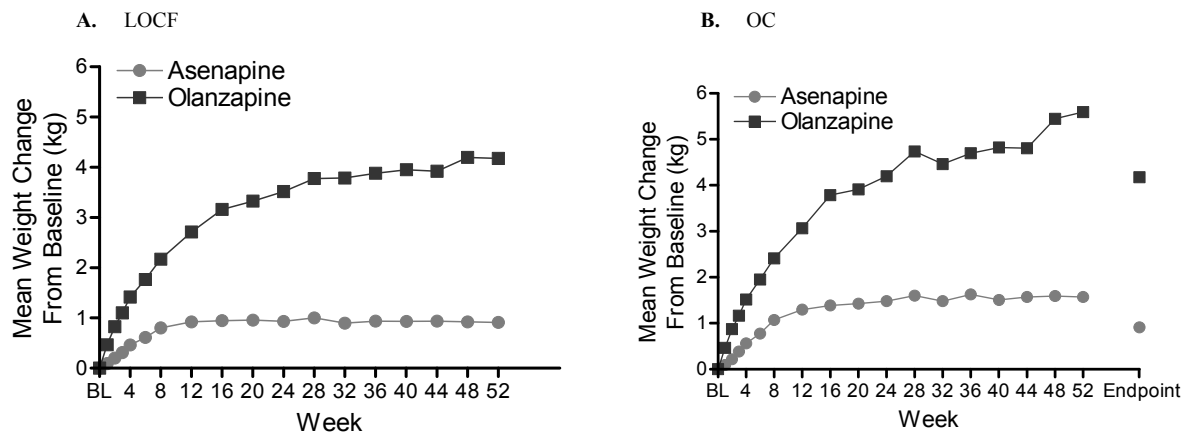 A. LOCF
6
5
4
3
2
1
0
Mean Weight Change
From Baseline (kg)
Asenapine
Olanzapine
BL 4 8 12 16 20 24 28 32 36 40 44 48 52
Week
B. OC
6
5
4
3
2
1
0
Mean Weight Change
From Baseline (kg)
Asenapine
Olanzapine
BL 4 8 12 16 20 24 28 32 36 40 44 48 52 Endpoint
Week